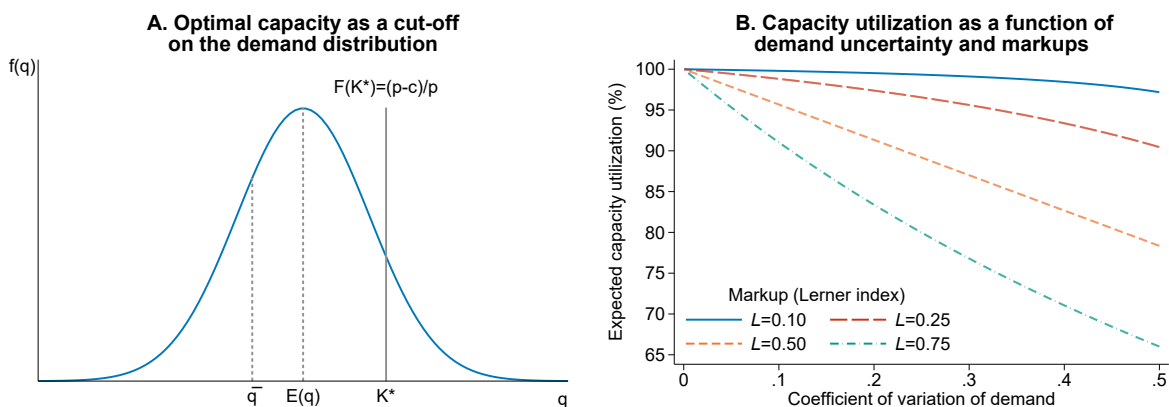 A. Optimal capacity as a cut-off
on the demand distribution
f(q)
F(K*)=(p-c)/p
q̅
E(q)
K*
q
B. Capacity utilization as a function of
demand uncertainty and markups
Expected capacity utilization (%)
100
95
90
85
80
75
70
65
Markup (Lerner index)
L=0.10
L=0.25
L=0.50
L=0.75
0
.1
.2
.3
.4
.5
Coefficient of variation of demand